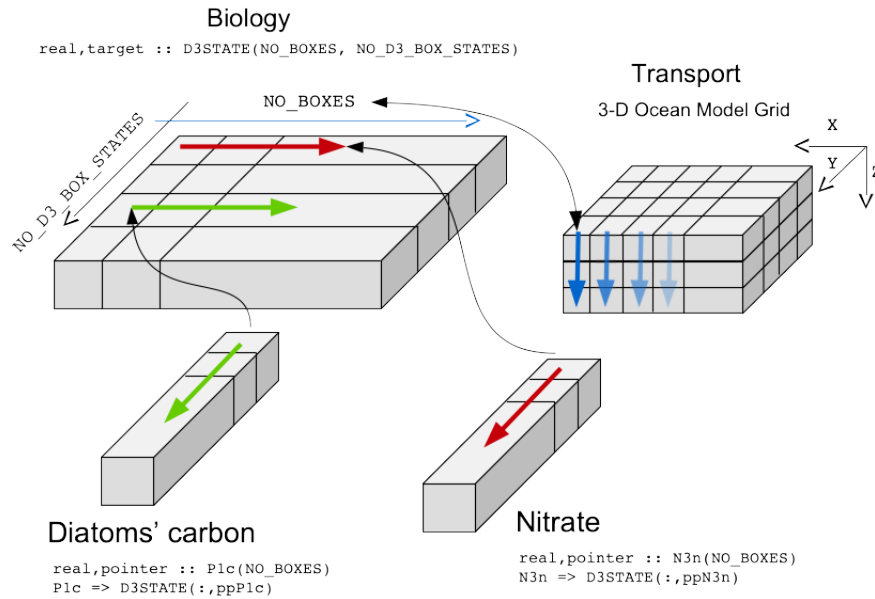 Biology
real,target :: D3STATE(NO_BOXES, NO_D3_BOX_STATES)
Transport
NO_BOXES
3-D Ocean Model Grid
X
Y
Z
NO_D3_BOX_STATES
Diatoms’ carbon
real,pointer :: P1c(NO_BOXES)
P1c => D3STATE(:,ppP1c)
Nitrate
real,pointer :: N3n(NO_BOXES)
N3n => D3STATE(:,ppN3n)